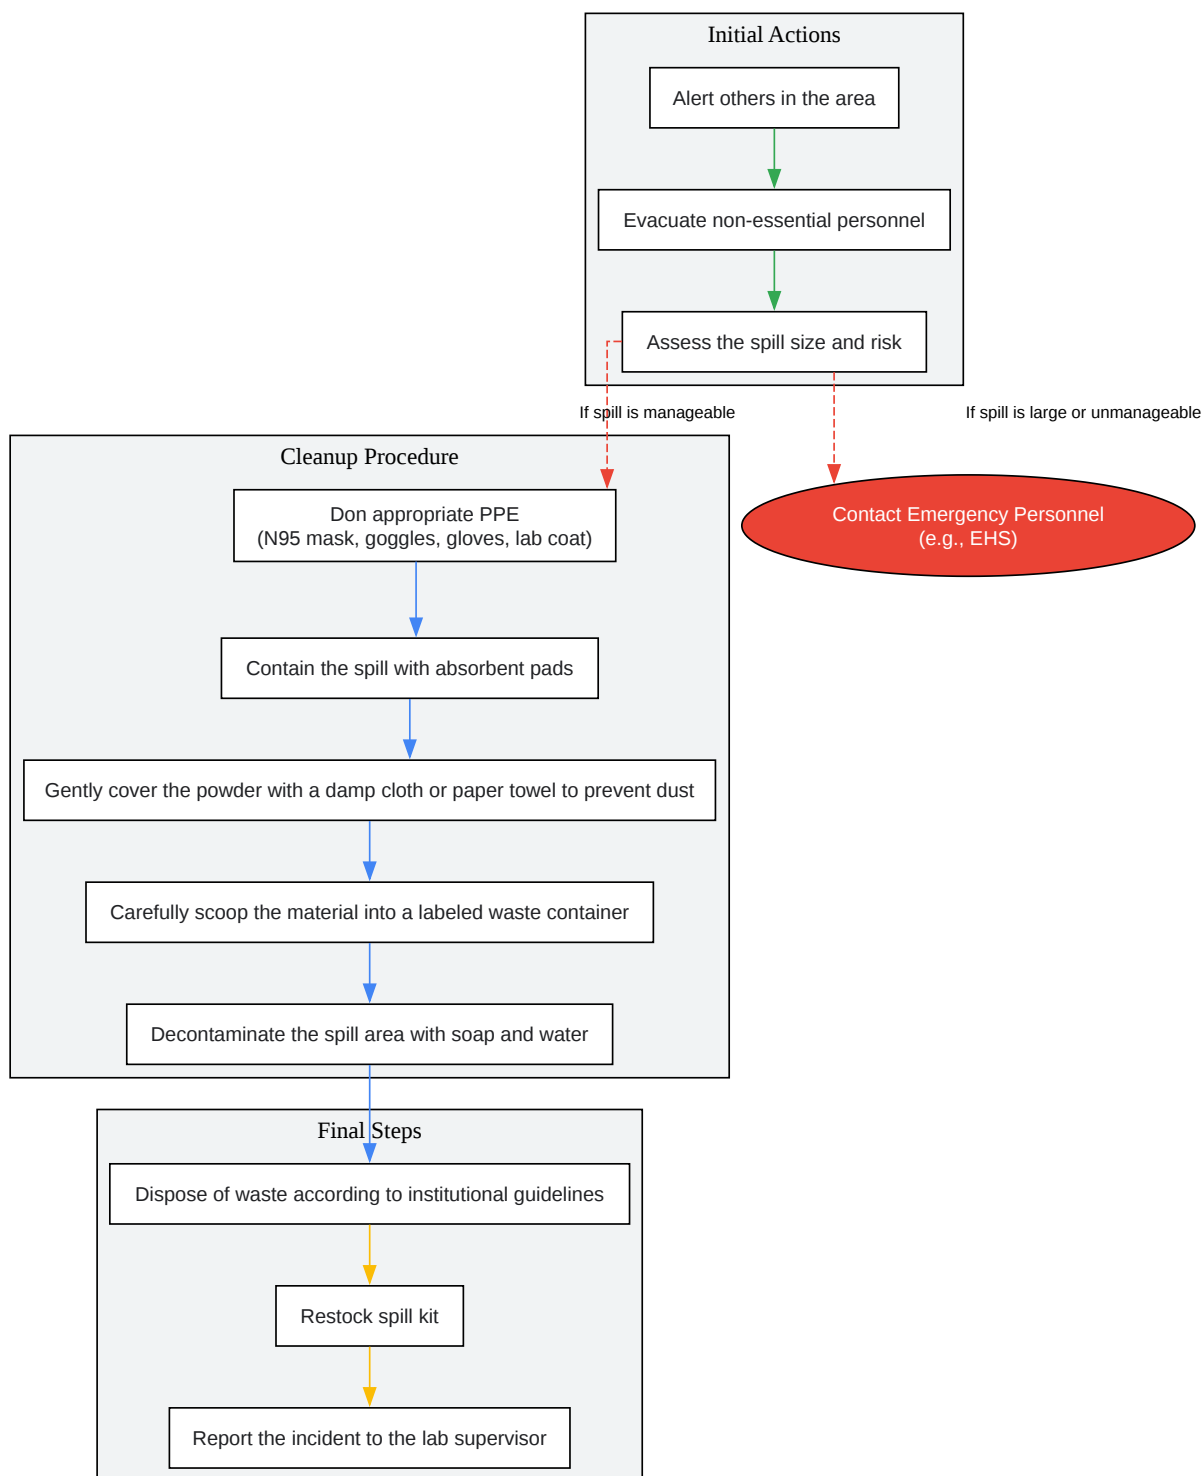 Initial Actions
Alert others in the area
Evacuate non-essential personnel
Assess the spill size and risk
If spill is manageable
If spill is large or unmanageable
Cleanup Procedure
Don appropriate PPE
(N95 mask, goggles, gloves, lab coat)
Contact Emergency Personnel
(e.g., EHS)
Contain the spill with absorbent pads
Gently cover the powder with a damp cloth or paper towel to prevent dust
Carefully scoop the material into a labeled waste container
Decontaminate the spill area with soap and water
Final Steps
Dispose of waste according to institutional guidelines
Restock spill kit
Report the incident to the lab supervisor